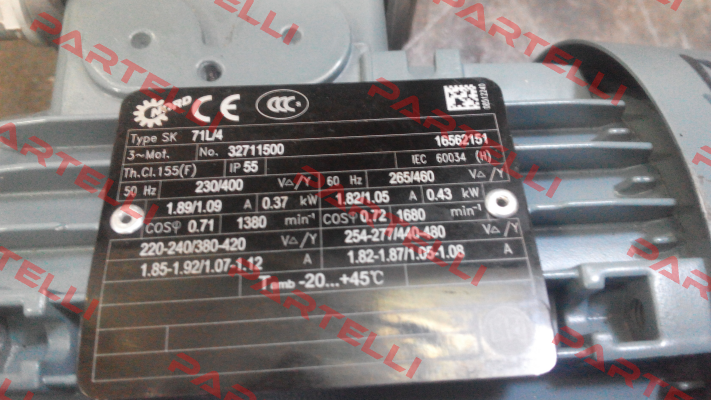 NORD CE CCC
Type SK 71L/4
3~Mot. No. 32711500 16562151
Th.Cl.155(F) IP 55 IEC 60034 (H)
50 Hz 230/400 V△/Y 60 Hz 265/460 V△/Y
1.89/1.09 A 0.37 kW 1.82/1.05 A 0.43 kW
COSφ 0.71 1380 min⁻¹ COSφ 0.72 1680 min⁻¹
220-240/380-420 V△/Y 254-277/440-480 V△/Y
1.85-1.92/1.07-1.12 A 1.82-1.87/1.05-1.08 A
Tamb -20...+45°C
PARTELLI
PARTELLI
PARTELLI
PARTELLI
PARTELLI